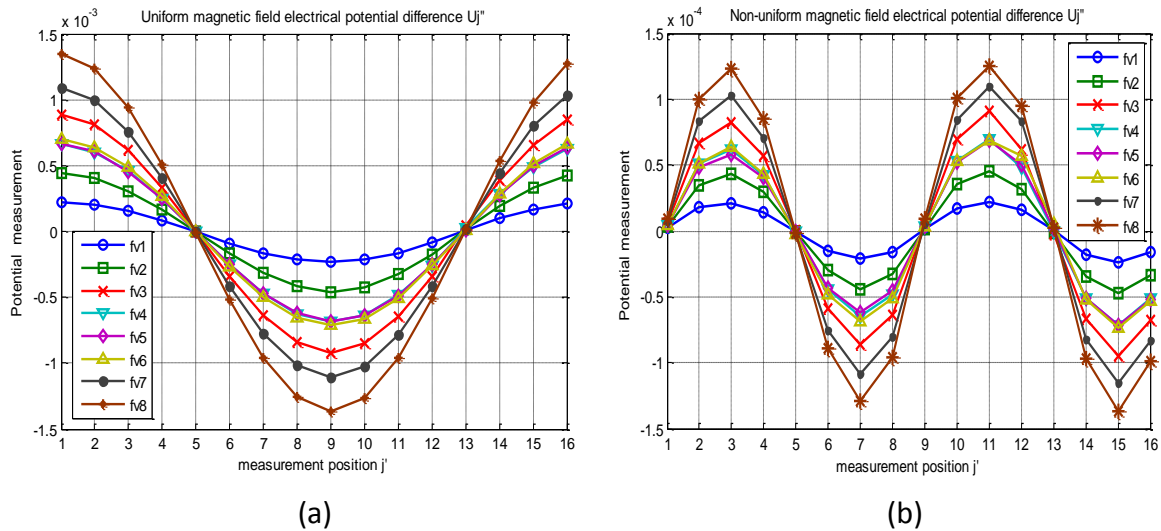 x 10⁻³
Uniform magnetic field electrical potential difference Uj"
1.5
1
0.5
0
-0.5
-1
-1.5
Potential measurement
fv1
fv2
fv3
fv4
fv5
fv6
fv7
fv8
1 2 3 4 5 6 7 8 9 10 11 12 13 14 15 16
measurement position j'
(a)
x 10⁻⁴
Non-uniform magnetic field electrical potential difference Uj"
1.5
1
0.5
0
-0.5
-1
-1.5
Potential measurement
fv1
fv2
fv3
fv4
fv5
fv6
fv7
fv8
1 2 3 4 5 6 7 8 9 10 11 12 13 14 15 16
measurement position j'
(b)